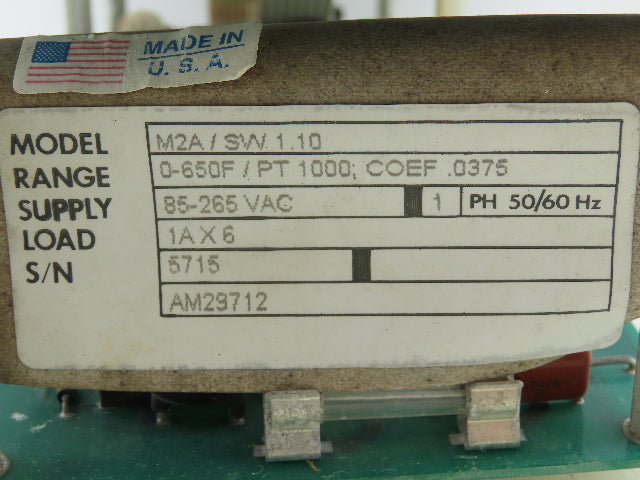 MADE IN
U. S. A.
MODEL M2A / SW 1.10
RANGE 0-650F / PT 1000; COEF .0375
SUPPLY 85-265 VAC 1 PH 50/60 Hz
LOAD 1A X 6
S/N 5715
AM29712